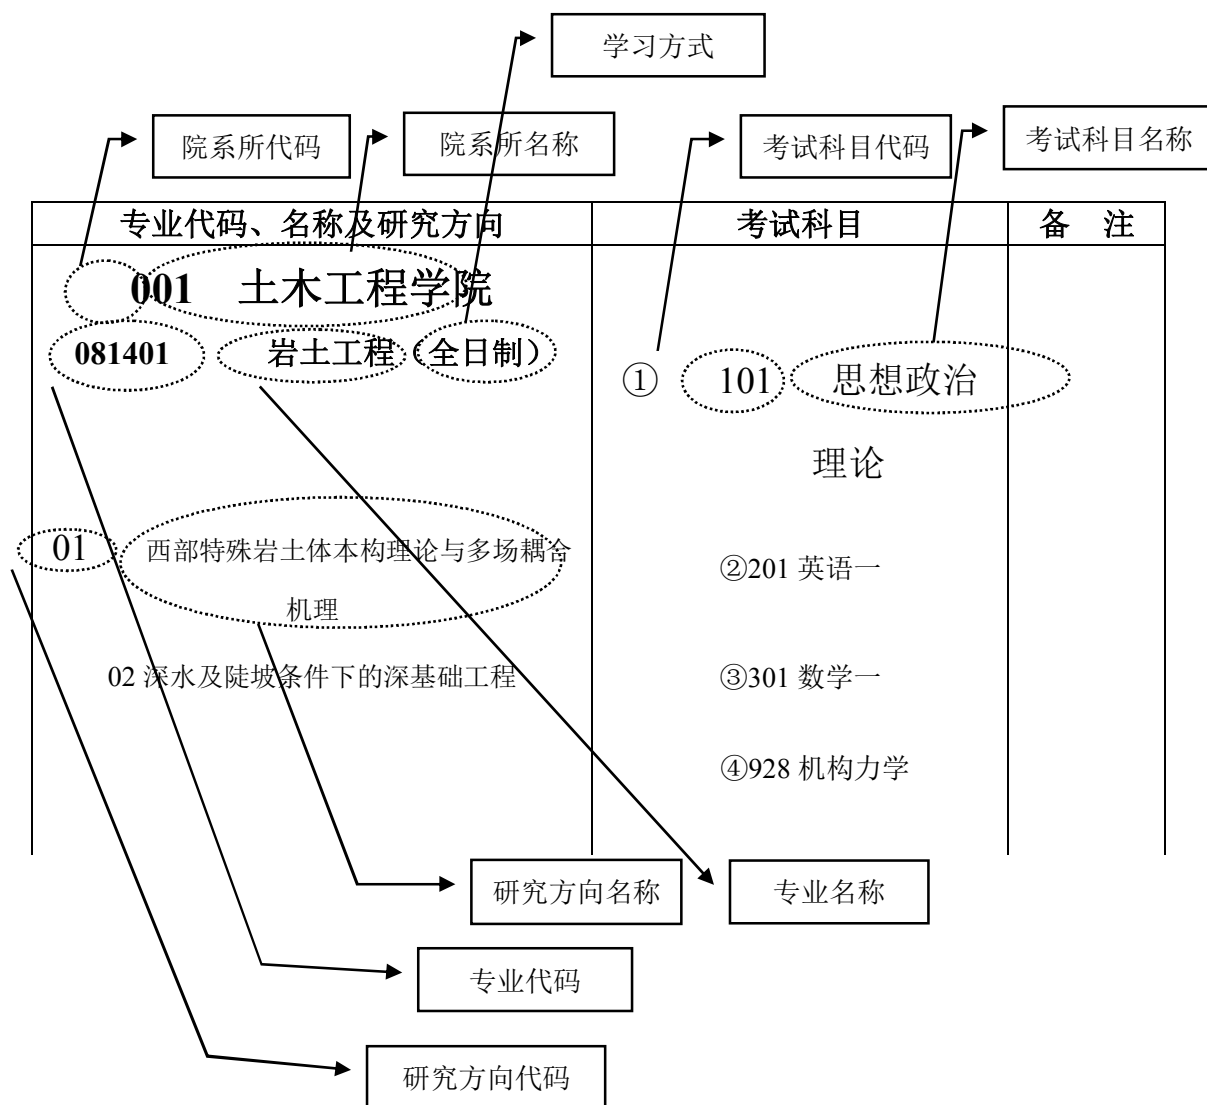 学习方式
院系所代码
院系所名称
考试科目代码
考试科目名称
专业代码、名称及研究方向
考试科目
备 注
001 土木工程学院
081401 岩土工程（全日制）
① 101 思想政治
理论
01 西部特殊岩土体本构理论与多场耦合
机理
②201 英语一
02 深水及陡坡条件下的深基础工程
③301 数学一
④928 机构力学
研究方向名称
专业名称
专业代码
研究方向代码